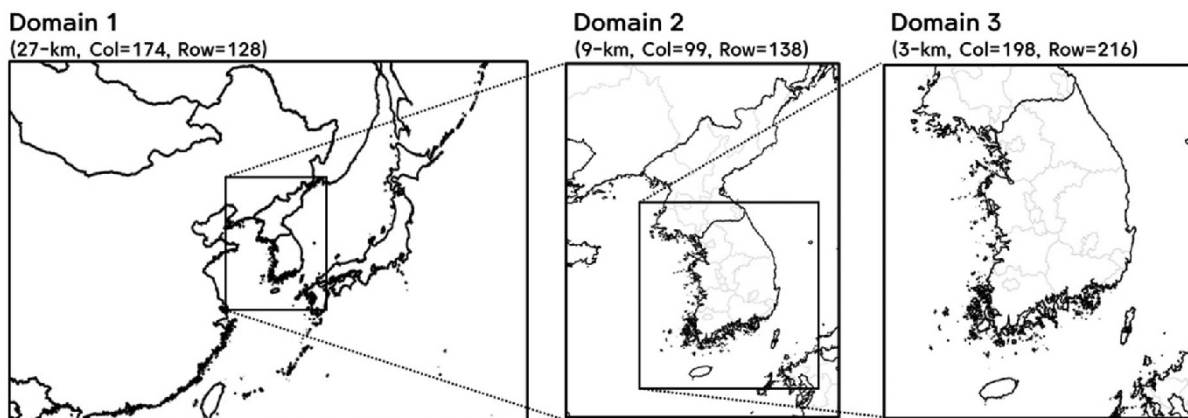 Domain 1
(27-km, Col=174, Row=128)
Domain 2
(9-km, Col=99, Row=138)
Domain 3
(3-km, Col=198, Row=216)